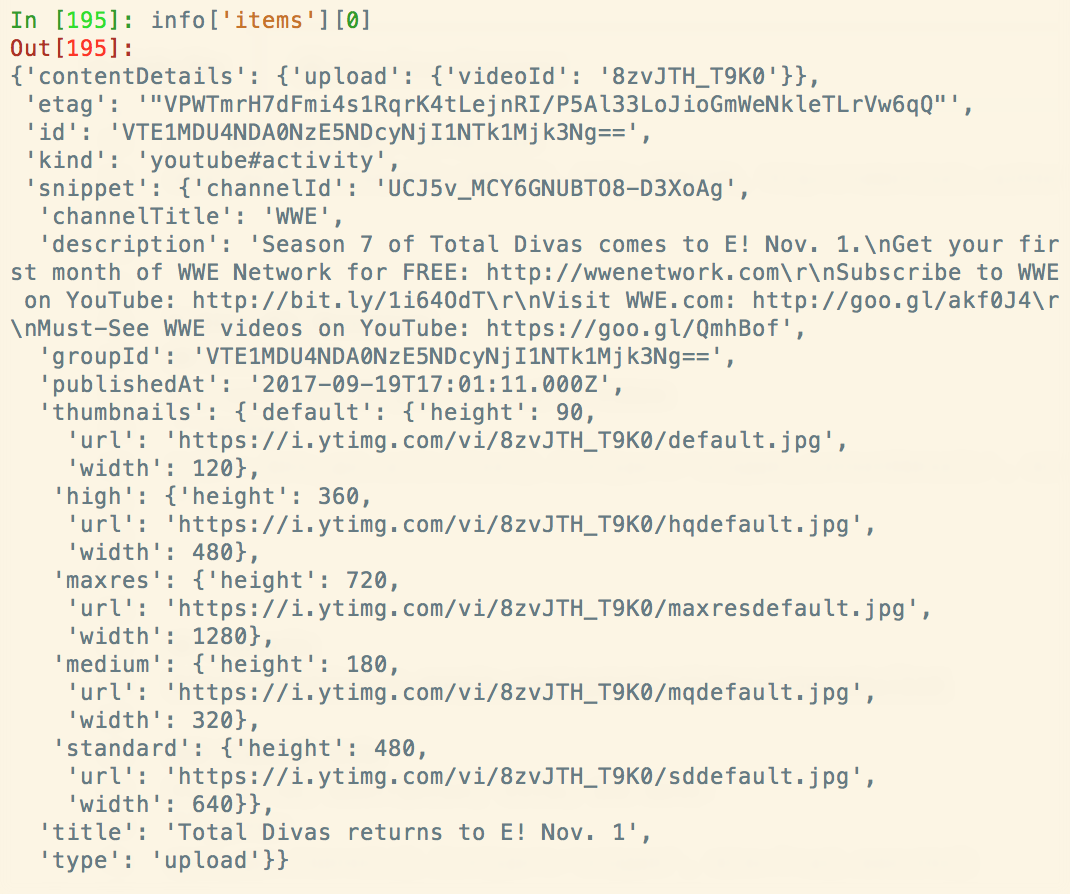 In [195]: info['items'][0]
Out[195]:
{'contentDetails': {'upload': {'videoId': '8zvJTH_T9K0'}},
 'etag': '"VPWTmrH7dFmi4s1RqrK4tLejnRI/P5Al33LoJioGmWeNkleTLrVw6qQ"',
 'id': 'VTE1MDU4NDA0NzE5NDcyNjI1NTk1Mjk3Ng==',
 'kind': 'youtube#activity',
 'snippet': {'channelId': 'UCJ5v_MCY6GNUBTO8-D3XoAg',
  'channelTitle': 'WWE',
  'description': 'Season 7 of Total Divas comes to E! Nov. 1.\nGet your fir
st month of WWE Network for FREE: http://wwenetwork.com\r\nSubscribe to WWE
 on YouTube: http://bit.ly/1i64OdT\r\nVisit WWE.com: http://goo.gl/akf0J4\r
\nMust-See WWE videos on YouTube: https://goo.gl/QmhBof',
  'groupId': 'VTE1MDU4NDA0NzE5NDcyNjI1NTk1Mjk3Ng==',
  'publishedAt': '2017-09-19T17:01:11.000Z',
  'thumbnails': {'default': {'height': 90,
    'url': 'https://i.ytimg.com/vi/8zvJTH_T9K0/default.jpg',
    'width': 120},
   'high': {'height': 360,
    'url': 'https://i.ytimg.com/vi/8zvJTH_T9K0/hqdefault.jpg',
    'width': 480},
   'maxres': {'height': 720,
    'url': 'https://i.ytimg.com/vi/8zvJTH_T9K0/maxresdefault.jpg',
    'width': 1280},
   'medium': {'height': 180,
    'url': 'https://i.ytimg.com/vi/8zvJTH_T9K0/mqdefault.jpg',
    'width': 320},
   'standard': {'height': 480,
    'url': 'https://i.ytimg.com/vi/8zvJTH_T9K0/sddefault.jpg',
    'width': 640}},
  'title': 'Total Divas returns to E! Nov. 1',
  'type': 'upload'}}